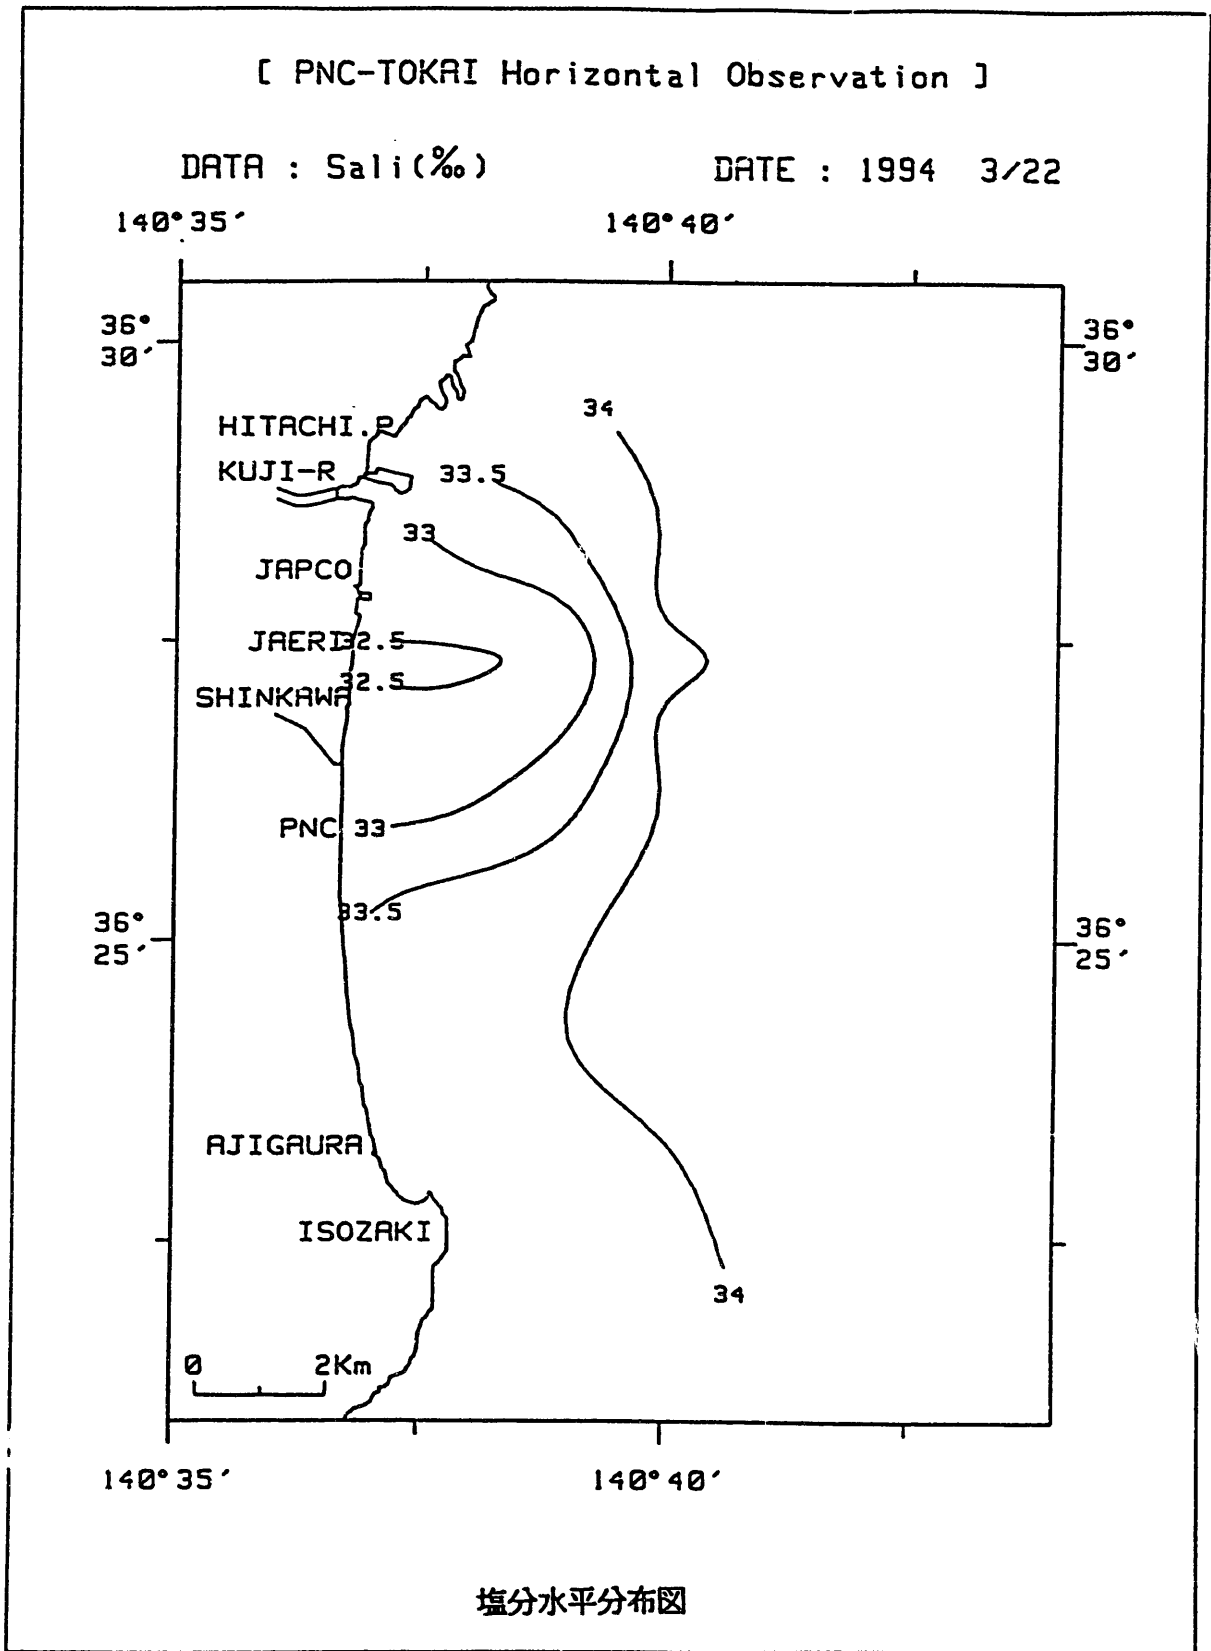 [ PNC-TOKAI Horizontal Observation ]
DATA : Sali(‰) DATE : 1994 3/22
140°35′ 140°40′
36° 30′ 36° 30′
34
HITACHI.P
KUJI-R 33.5
33
JAPCO
JAERI 32.5
32.5
SHINKAWA
PNC 33
33.5
36° 25′ 36° 25′
AJIGAURA
ISOZAKI
34
0 2Km
140°35′ 140°40′
塩分水平分布図